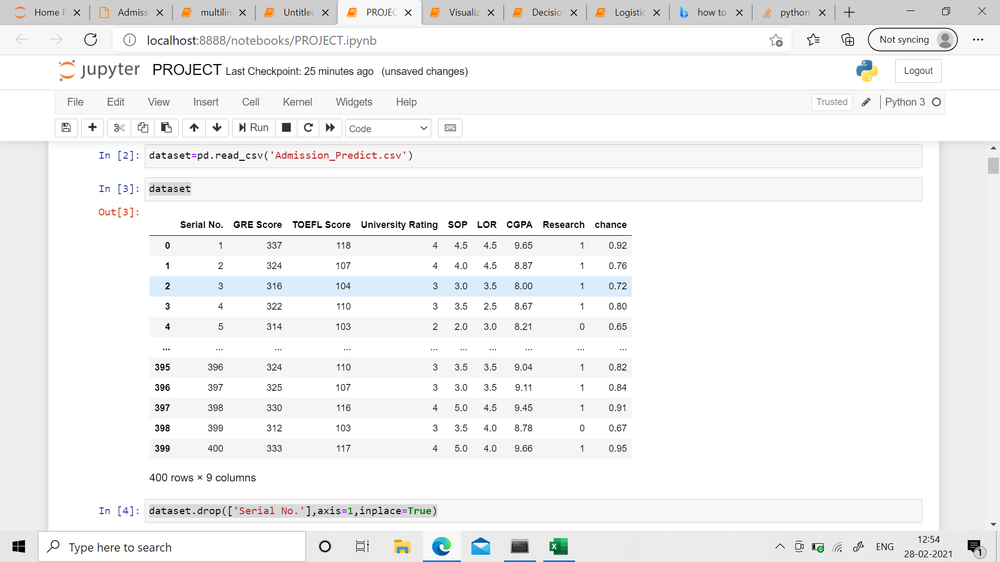 Home P Admissi multilin Untitled PROJEC Visualiz Decisio Logistic how to python
localhost:8888/notebooks/PROJECT.ipynb
Not syncing
jupyter PROJECT Last Checkpoint: 25 minutes ago (unsaved changes)
Logout
File Edit View Insert Cell Kernel Widgets Help
Trusted Python 3
Run Code
In [2]: dataset=pd.read_csv('Admission_Predict.csv')
In [3]: dataset
Out[3]:
Serial No. GRE Score TOEFL Score University Rating SOP LOR CGPA Research chance
0 1 337 118 4 4.5 4.5 9.65 1 0.92
1 2 324 107 4 4.0 4.5 8.87 1 0.76
2 3 316 104 3 3.0 3.5 8.00 1 0.72
3 4 322 110 3 3.5 2.5 8.67 1 0.80
4 5 314 103 2 2.0 3.0 8.21 0 0.65
... ... ... ... ... ... ... ... ... ...
395 396 324 110 3 3.5 3.5 9.04 1 0.82
396 397 325 107 3 3.0 3.5 9.11 1 0.84
397 398 330 116 4 5.0 4.5 9.45 1 0.91
398 399 312 103 3 3.5 4.0 8.78 0 0.67
399 400 333 117 4 5.0 4.0 9.66 1 0.95
400 rows × 9 columns
In [4]: dataset.drop(['Serial No.'],axis=1,inplace=True)
Type here to search
ENG
12:54
28-02-2021
1